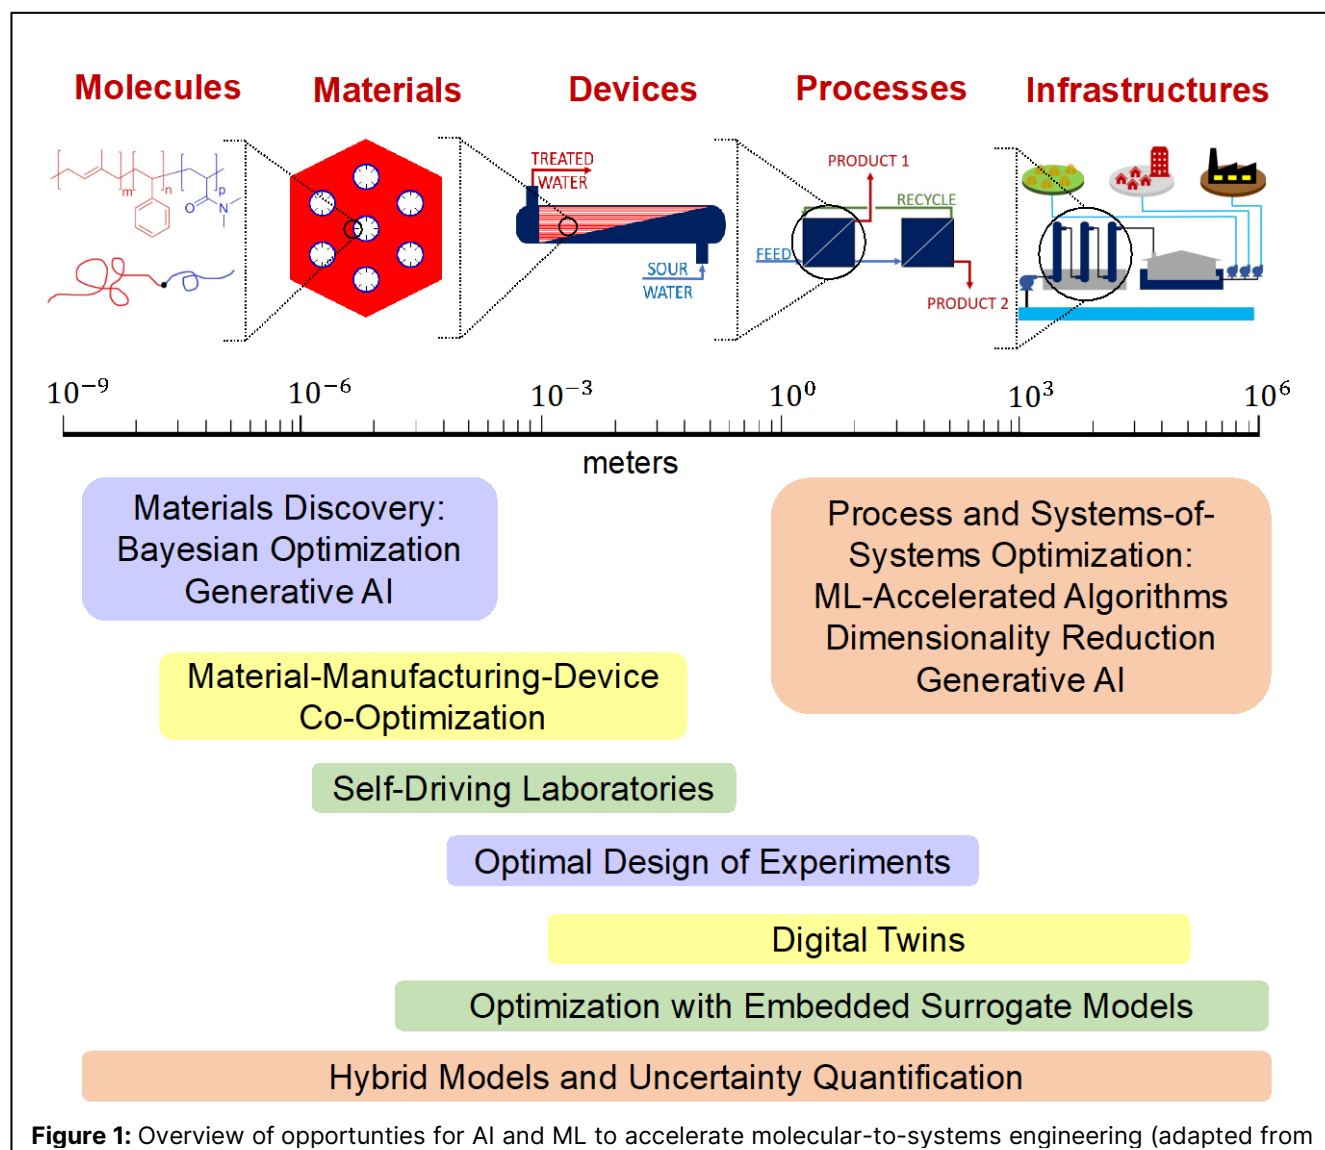 Molecules
Materials
Devices
Processes
Infrastructures
m
n
p
O
N
TREATED
WATER
SOUR
WATER
PRODUCT 1
RECYCLE
FEED
PRODUCT 2
10⁻⁹
10⁻⁶
10⁻³
10⁰
10³
10⁶
meters
Materials Discovery:
Bayesian Optimization
Generative AI
Process and Systems-of-
Systems Optimization:
ML-Accelerated Algorithms
Dimensionality Reduction
Generative AI
Material-Manufacturing-Device
Co-Optimization
Self-Driving Laboratories
Optimal Design of Experiments
Digital Twins
Optimization with Embedded Surrogate Models
Hybrid Models and Uncertainty Quantification
Figure 1: Overview of opportunties for AI and ML to accelerate molecular-to-systems engineering (adapted from